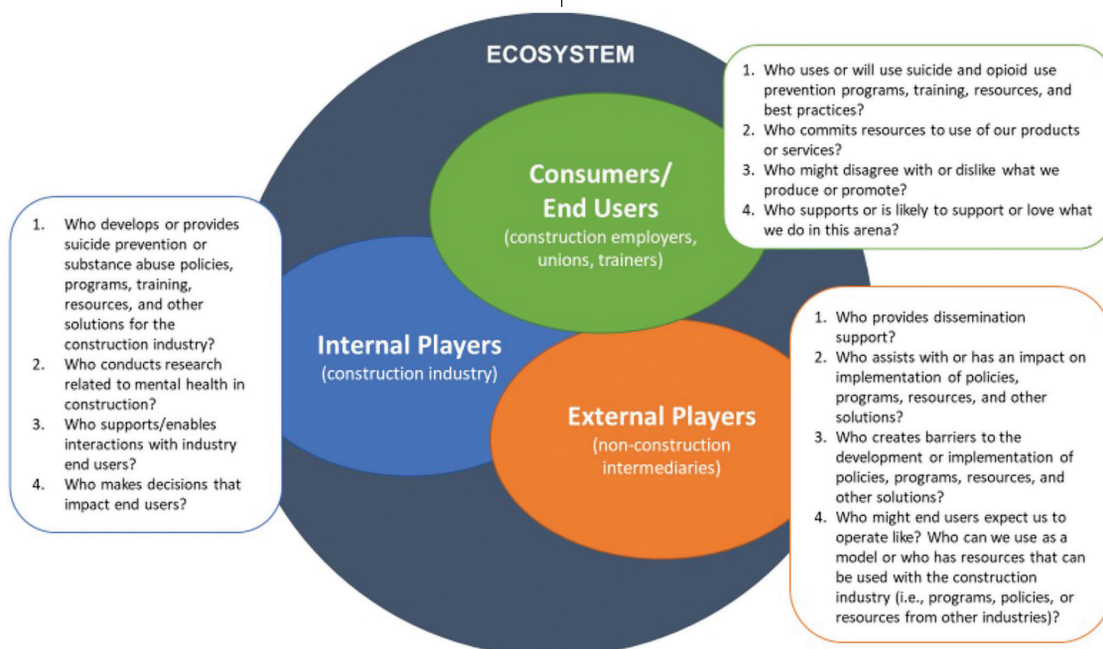 ECOSYSTEM
Consumers/
End Users
(construction employers,
unions, trainers)
1. Who uses or will use suicide and opioid use
prevention programs, training, resources, and
best practices?
2. Who commits resources to use of our products
or services?
3. Who might disagree with or dislike what we
produce or promote?
4. Who supports or is likely to support or love what
we do in this arena?
Internal Players
(construction industry)
1. Who develops or provides
suicide prevention or
substance abuse policies,
programs, training,
resources, and other
solutions for the
construction industry?
2. Who conducts research
related to mental health in
construction?
3. Who supports/enables
interactions with industry
end users?
4. Who makes decisions that
impact end users?
External Players
(non-construction
intermediaries)
1. Who provides dissemination
support?
2. Who assists with or has an impact on
implementation of policies,
programs, resources, and other
solutions?
3. Who creates barriers to the
development or implementation of
policies, programs, resources, and
other solutions?
4. Who might end users expect us to
operate like? Who can we use as a
model or who has resources that can
be used with the construction
industry (i.e., programs, policies, or
resources from other industries)?